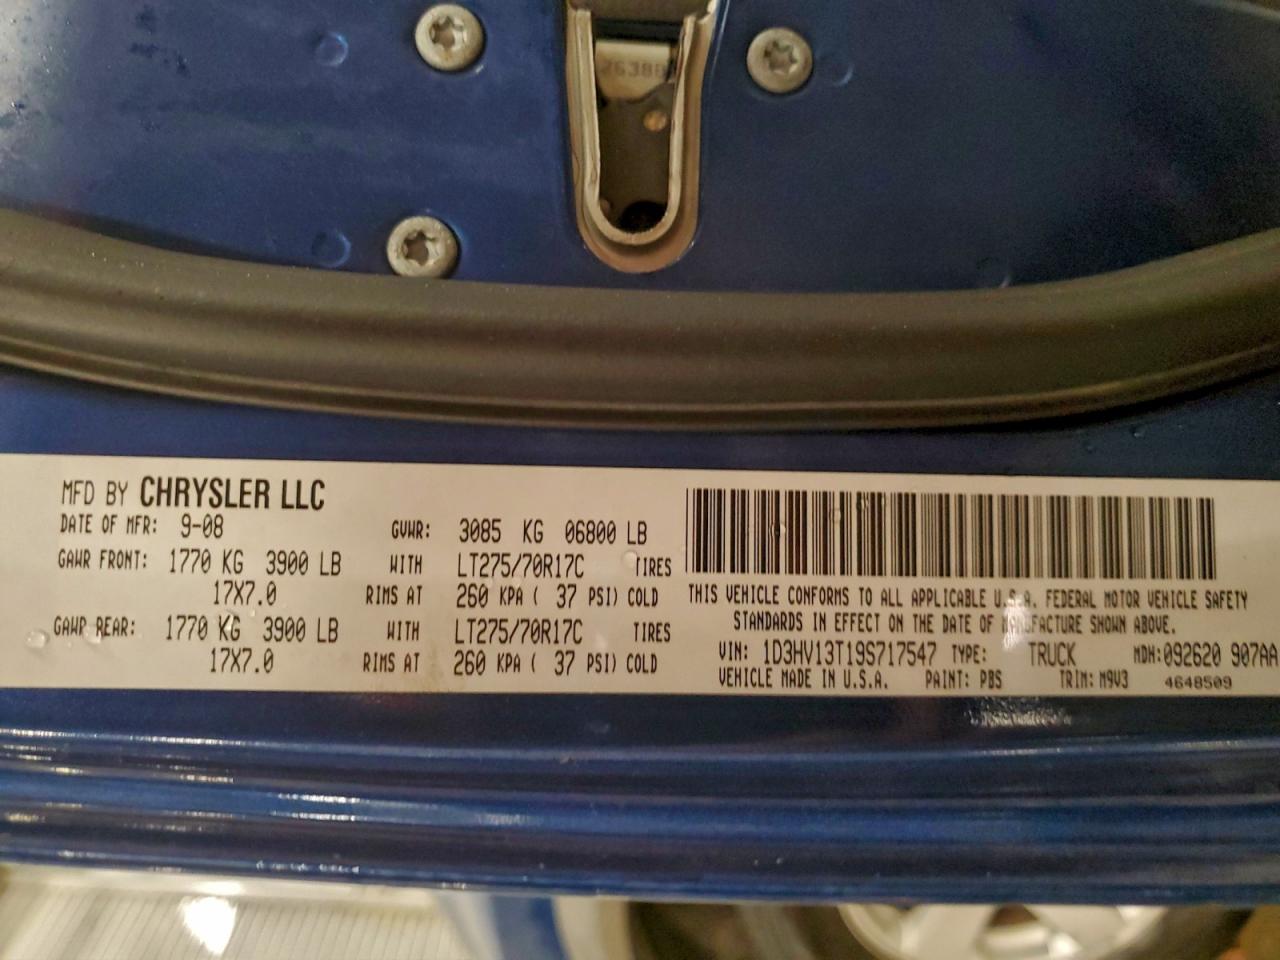 MFD BY CHRYSLER LLC
DATE OF MFR: 9-08 GVWR: 3085 KG 06800 LB
GAWR FRONT: 1770 KG 3900 LB WITH LT275/70R17C TIRES
17X7.0 RIMS AT 260 KPA ( 37 PSI) COLD
GAWR REAR: 1770 KG 3900 LB WITH LT275/70R17C TIRES
17X7.0 RIMS AT 260 KPA ( 37 PSI) COLD
THIS VEHICLE CONFORMS TO ALL APPLICABLE U.S.A. FEDERAL MOTOR VEHICLE SAFETY
STANDARDS IN EFFECT ON THE DATE OF MANUFACTURE SHOWN ABOVE.
VIN: 1D3HV13T19S717547 TYPE: TRUCK MDH:092620 907AA
VEHICLE MADE IN U.S.A. PAINT: PBS TRIM: M9V3 4648509